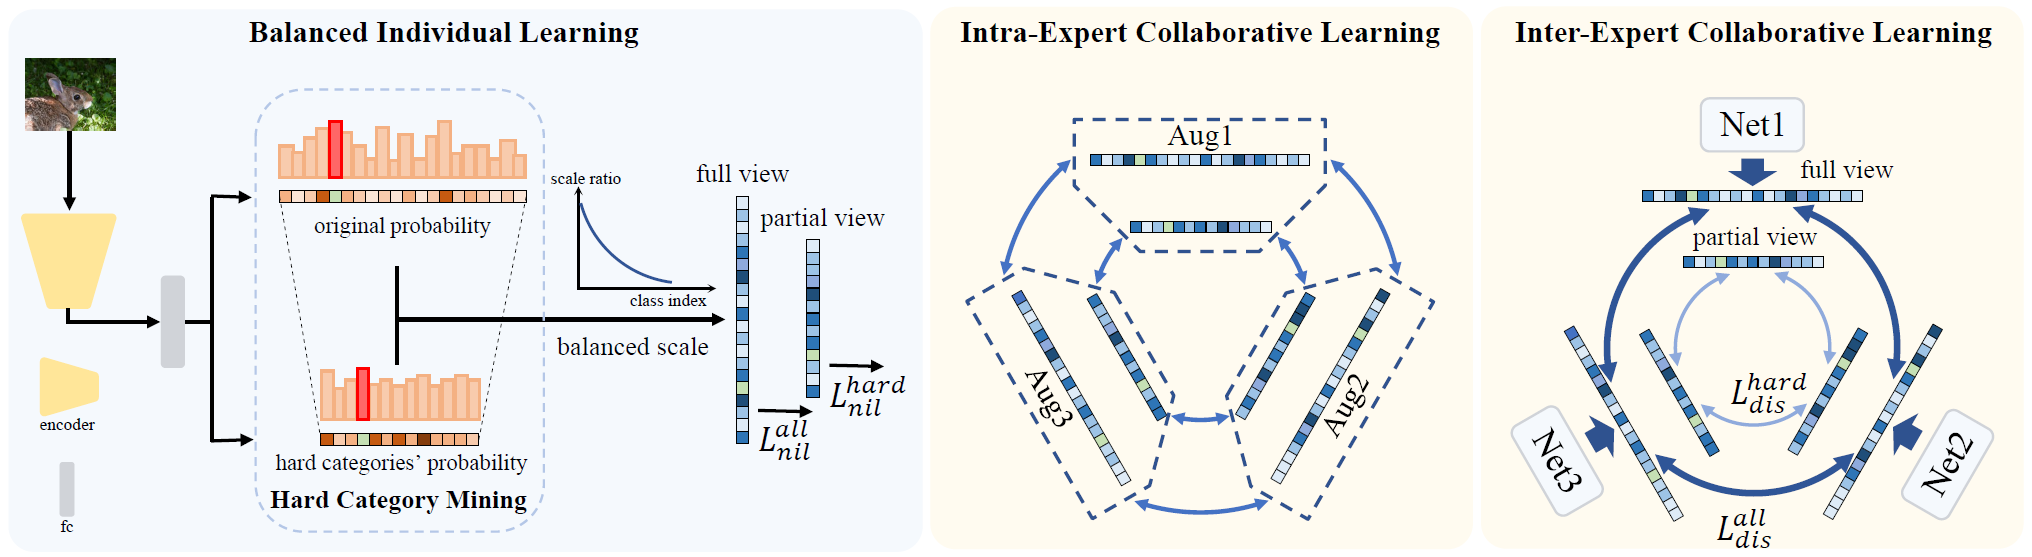 Balanced Individual Learning
original probability
hard categories' probability
Hard Category Mining
encoder
fc
scale ratio
class index
balanced scale
full view
partial view
L_{nil}^{all}
L_{nil}^{hard}
Intra-Expert Collaborative Learning
Aug1
Aug3
Aug2
Inter-Expert Collaborative Learning
Net1
full view
partial view
L_{dis}^{hard}
Net3
Net2
L_{dis}^{all}